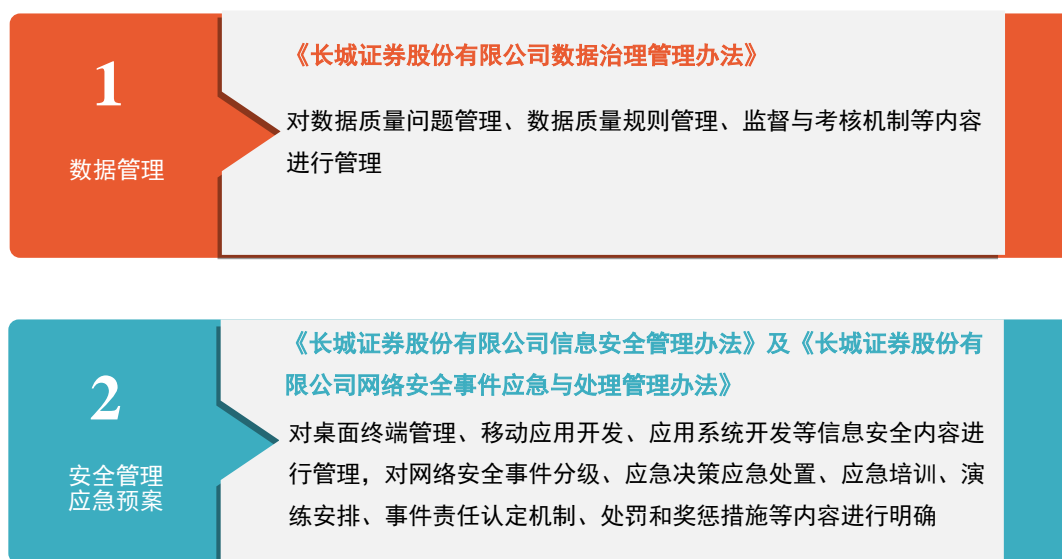 1
数据管理
《长城证券股份有限公司数据治理管理办法》
对数据质量问题管理、数据质量规则管理、监督与考核机制等内容
进行管理
2
安全管理
应急预案
《长城证券股份有限公司信息安全管理办法》及《长城证券股份有
限公司网络安全事件应急与处理管理办法》
对桌面终端管理、移动应用开发、应用系统开发等信息安全内容进
行管理，对网络安全事件分级、应急决策应急处置、应急培训、演
练安排、事件责任认定机制、处罚和奖惩措施等内容进行明确